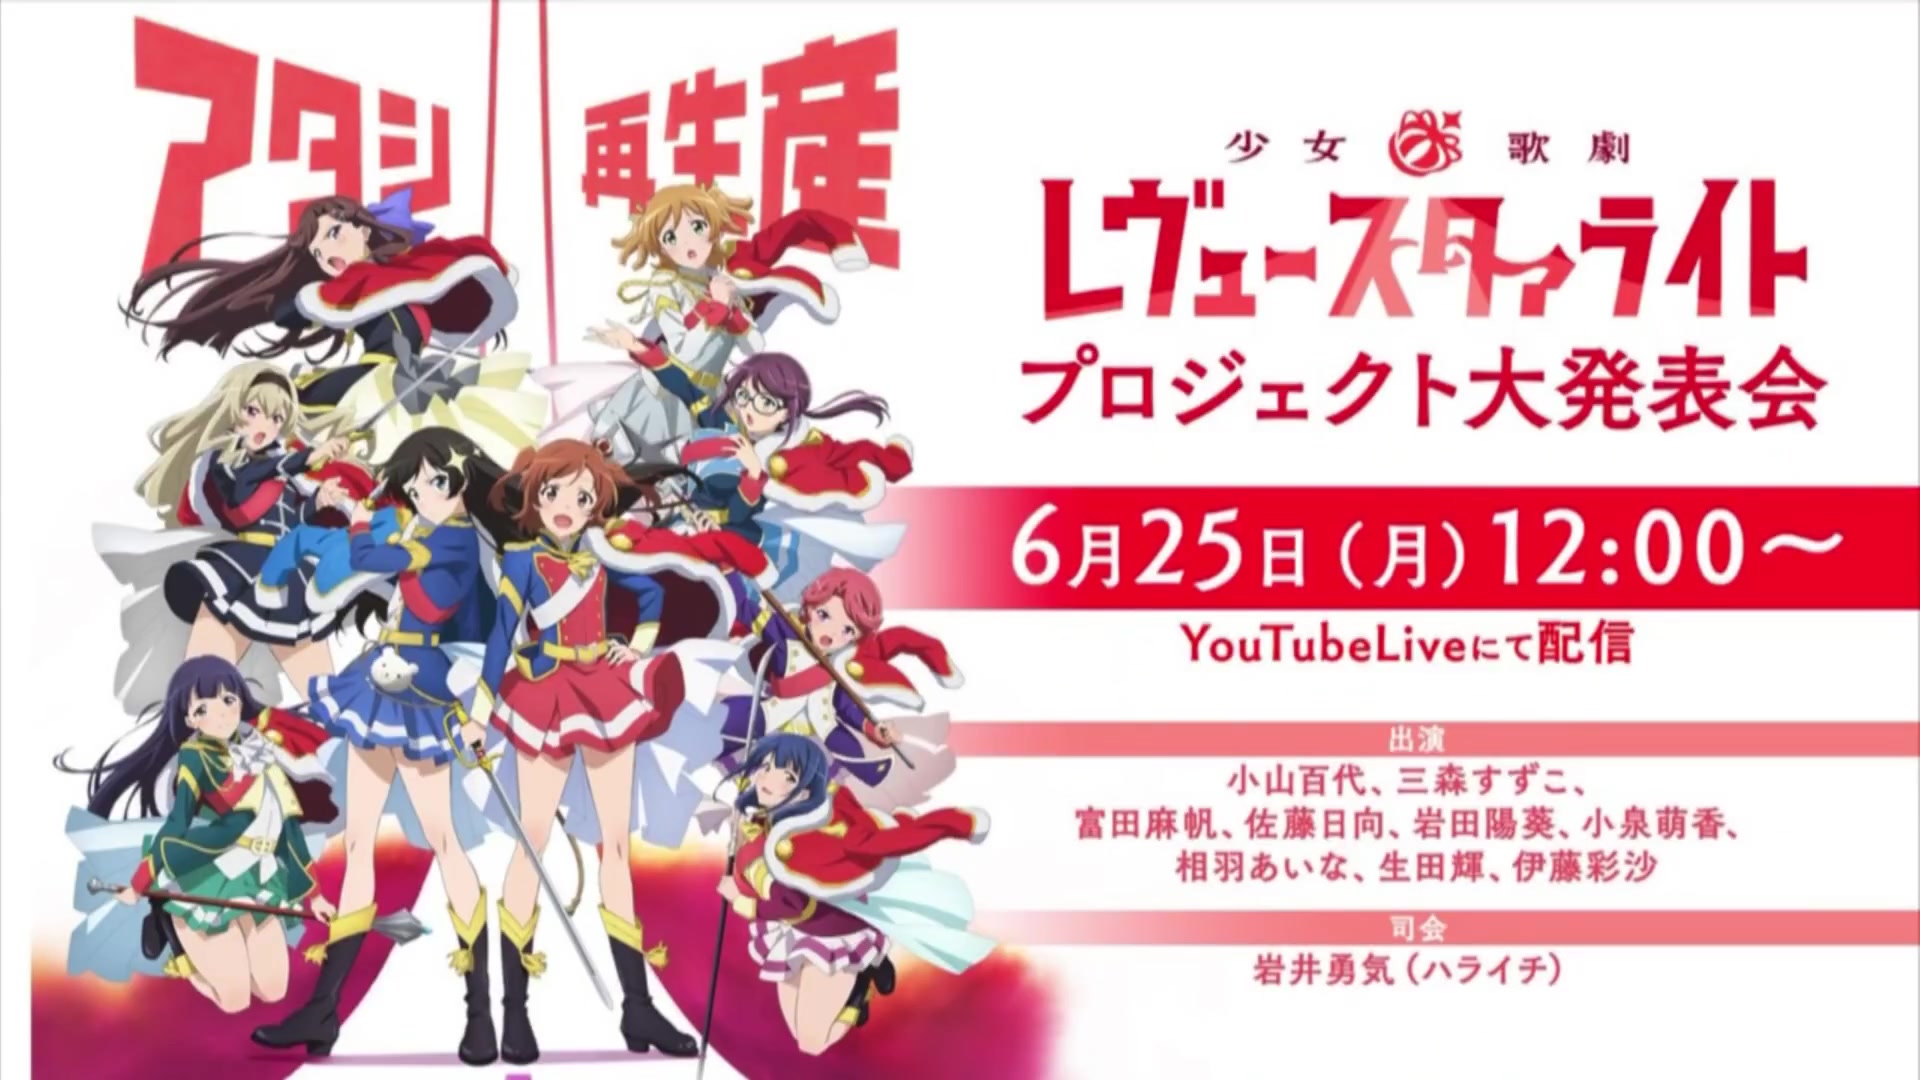 アタシ
再生産
少女歌劇
レヴュースタァライト
プロジェクト大発表会
6月25日(月)12:00〜
YouTubeLiveにて配信
出演
小山百代、三森すずこ、
富田麻帆、佐藤日向、岩田陽葵、小泉萌香、
相羽あいな、生田輝、伊藤彩沙
司会
岩井勇気(ハライチ)